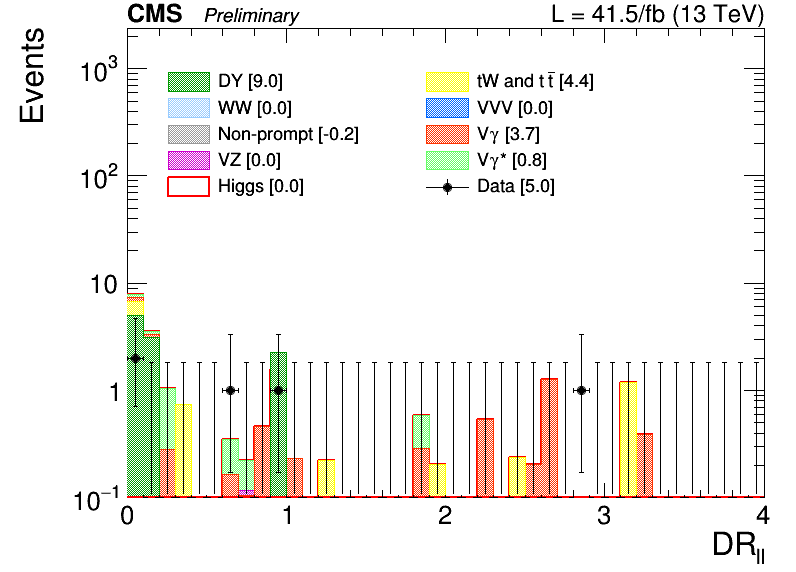 CMS Preliminary L = 41.5/fb (13 TeV)
Events
DY [9.0] tW and tt̅ [4.4]
WW [0.0] VVV [0.0]
Non-prompt [-0.2] Vγ [3.7]
VZ [0.0] Vγ* [0.8]
Higgs [0.0] Data [5.0]
10³
10²
10
1
10⁻¹
0 1 2 3 4
DR_ll